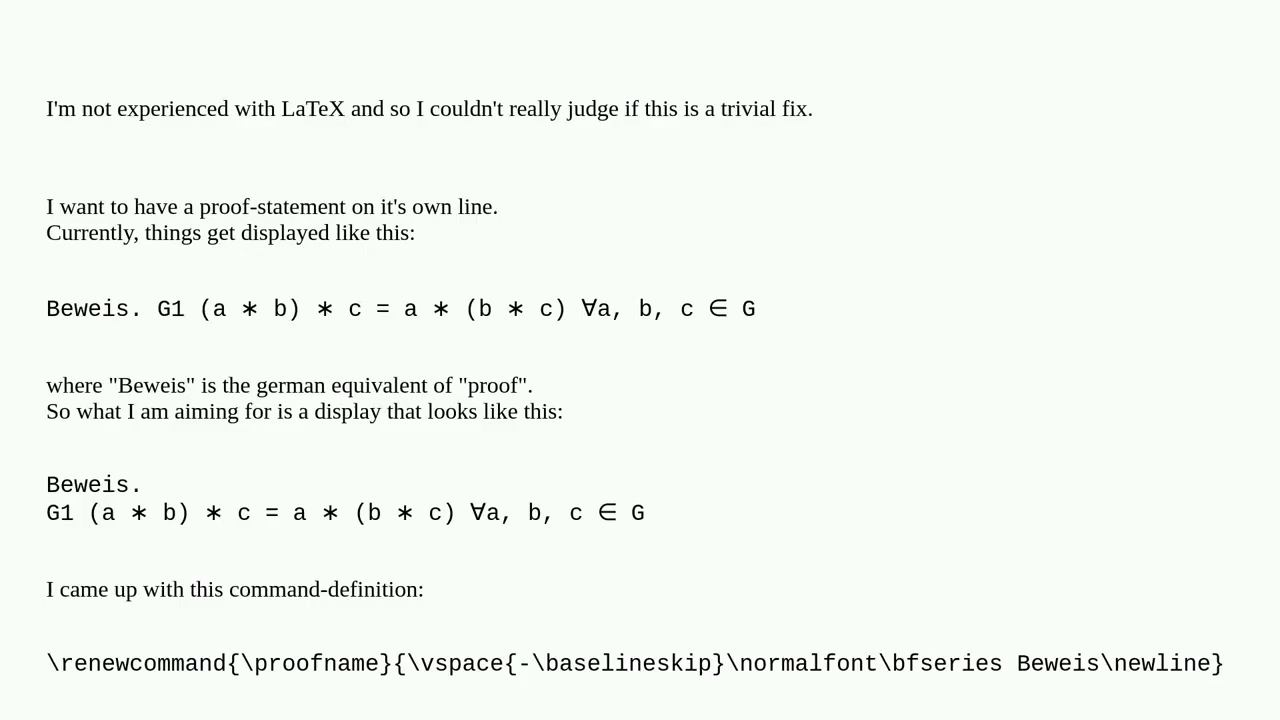 I'm not experienced with LaTeX and so I couldn't really judge if this is a trivial fix.
I want to have a proof-statement on it's own line.
Currently, things get displayed like this:
Beweis. G1 (a ∗ b) ∗ c = a ∗ (b ∗ c) ∀a, b, c ∈ G
where "Beweis" is the german equivalent of "proof".
So what I am aiming for is a display that looks like this:
Beweis.
G1 (a ∗ b) ∗ c = a ∗ (b ∗ c) ∀a, b, c ∈ G
I came up with this command-definition:
\renewcommand{\proofname}{\vspace{-\baselineskip}\normalfont\bfseries Beweis\newline}